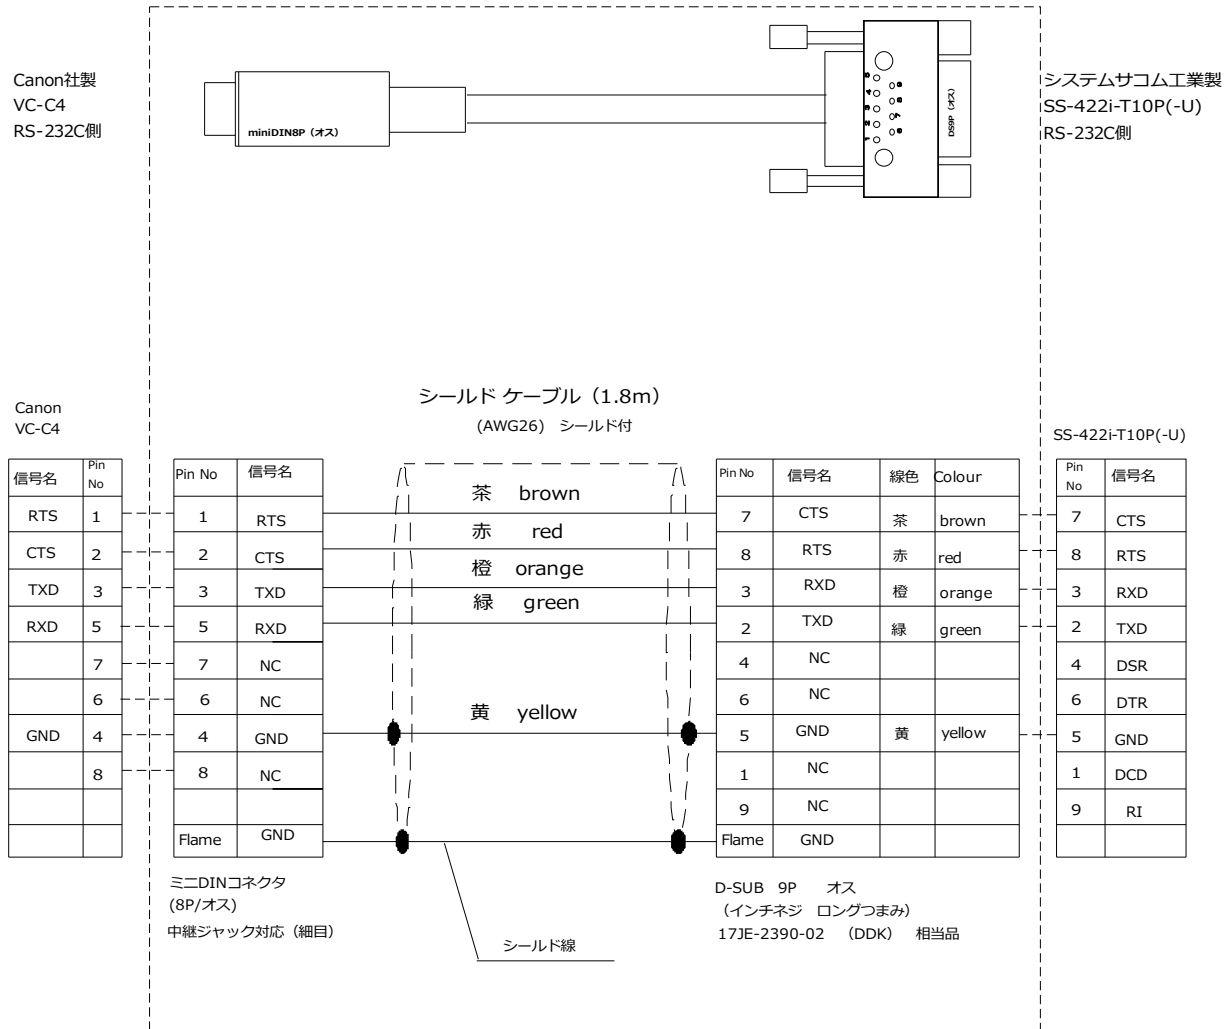 Canon社製
VC-C4
RS-232C側
miniDIN8P（オス）
5
4
3
2
1
9
8
7
6
DS9P（オス）
システムサコム工業製
SS-422i-T10P(-U)
RS-232C側
シールド ケーブル（1.8m）
(AWG26) シールド付
Canon
VC-C4
信号名 Pin No
RTS 1
CTS 2
TXD 3
RXD 5
7
6
GND 4
8
Pin No 信号名
1 RTS
2 CTS
3 TXD
5 RXD
7 NC
6 NC
4 GND
8 NC
Flame GND
茶 brown
赤 red
橙 orange
緑 green
黄 yellow
Pin No 信号名 線色 Colour
7 CTS 茶 brown
8 RTS 赤 red
3 RXD 橙 orange
2 TXD 緑 green
4 NC
6 NC
5 GND 黄 yellow
1 NC
9 NC
Flame GND
SS-422i-T10P(-U)
Pin No 信号名
7 CTS
8 RTS
3 RXD
2 TXD
4 DSR
6 DTR
5 GND
1 DCD
9 RI
ミニDINコネクタ
(8P/オス)
中継ジャック対応（細目）
シールド線
D-SUB 9P オス
（インチネジ ロングつまみ）
17JE-2390-02 （DDK） 相当品